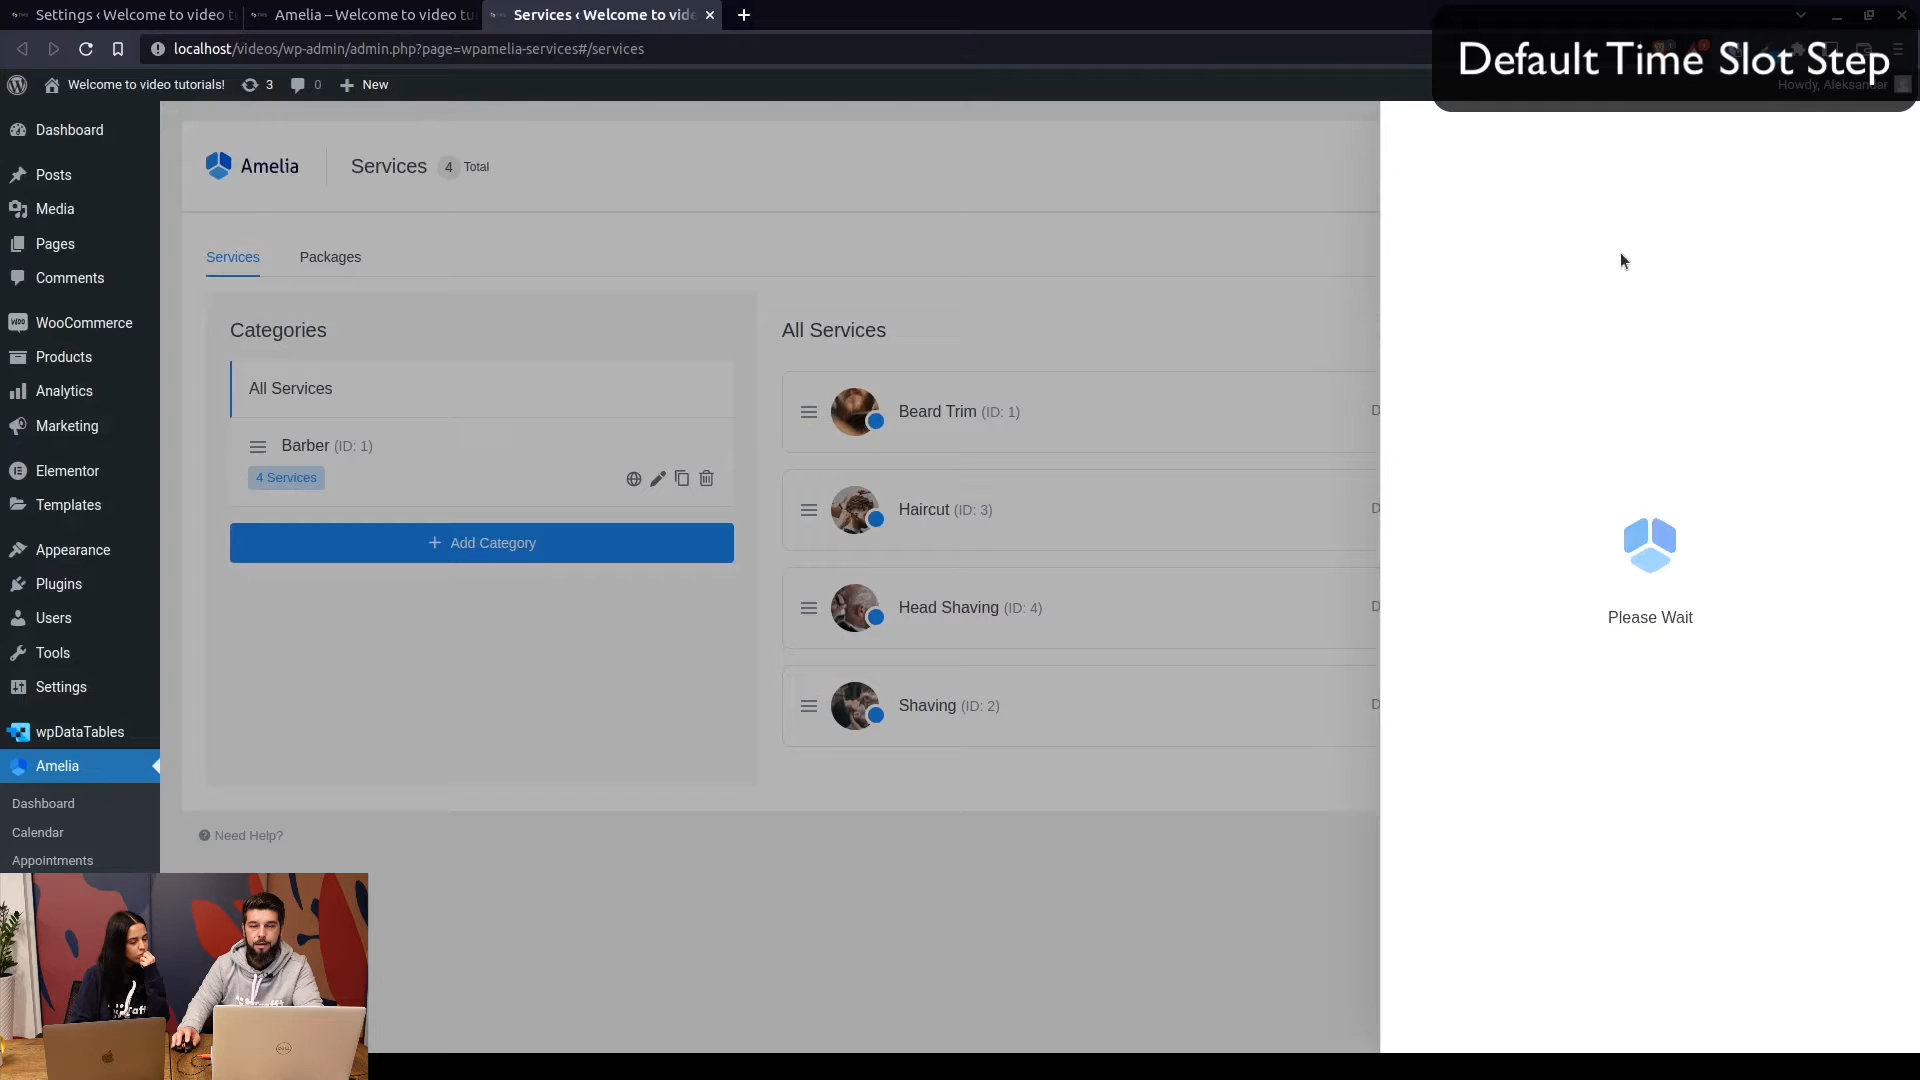 Settings ‹ Welcome to video t
Amelia – Welcome to video tu
Services ‹ Welcome to vide
localhost/videos/wp-admin/admin.php?page=wpamelia-services#/services
Default Time Slot Step
Welcome to video tutorials!
3
0
New
Howdy, Aleksandar
Dashboard
Posts
Media
Pages
Comments
WooCommerce
Products
Analytics
Marketing
Elementor
Templates
Appearance
Plugins
Users
Tools
Settings
wpDataTables
Amelia
Dashboard
Calendar
Appointments
Amelia
Services 4 Total
Services
Packages
Categories
All Services
Barber (ID: 1)
4 Services
Add Category
All Services
Beard Trim (ID: 1)
D
Haircut (ID: 3)
D
Head Shaving (ID: 4)
D
Shaving (ID: 2)
D
Need Help?
Please Wait
DELL